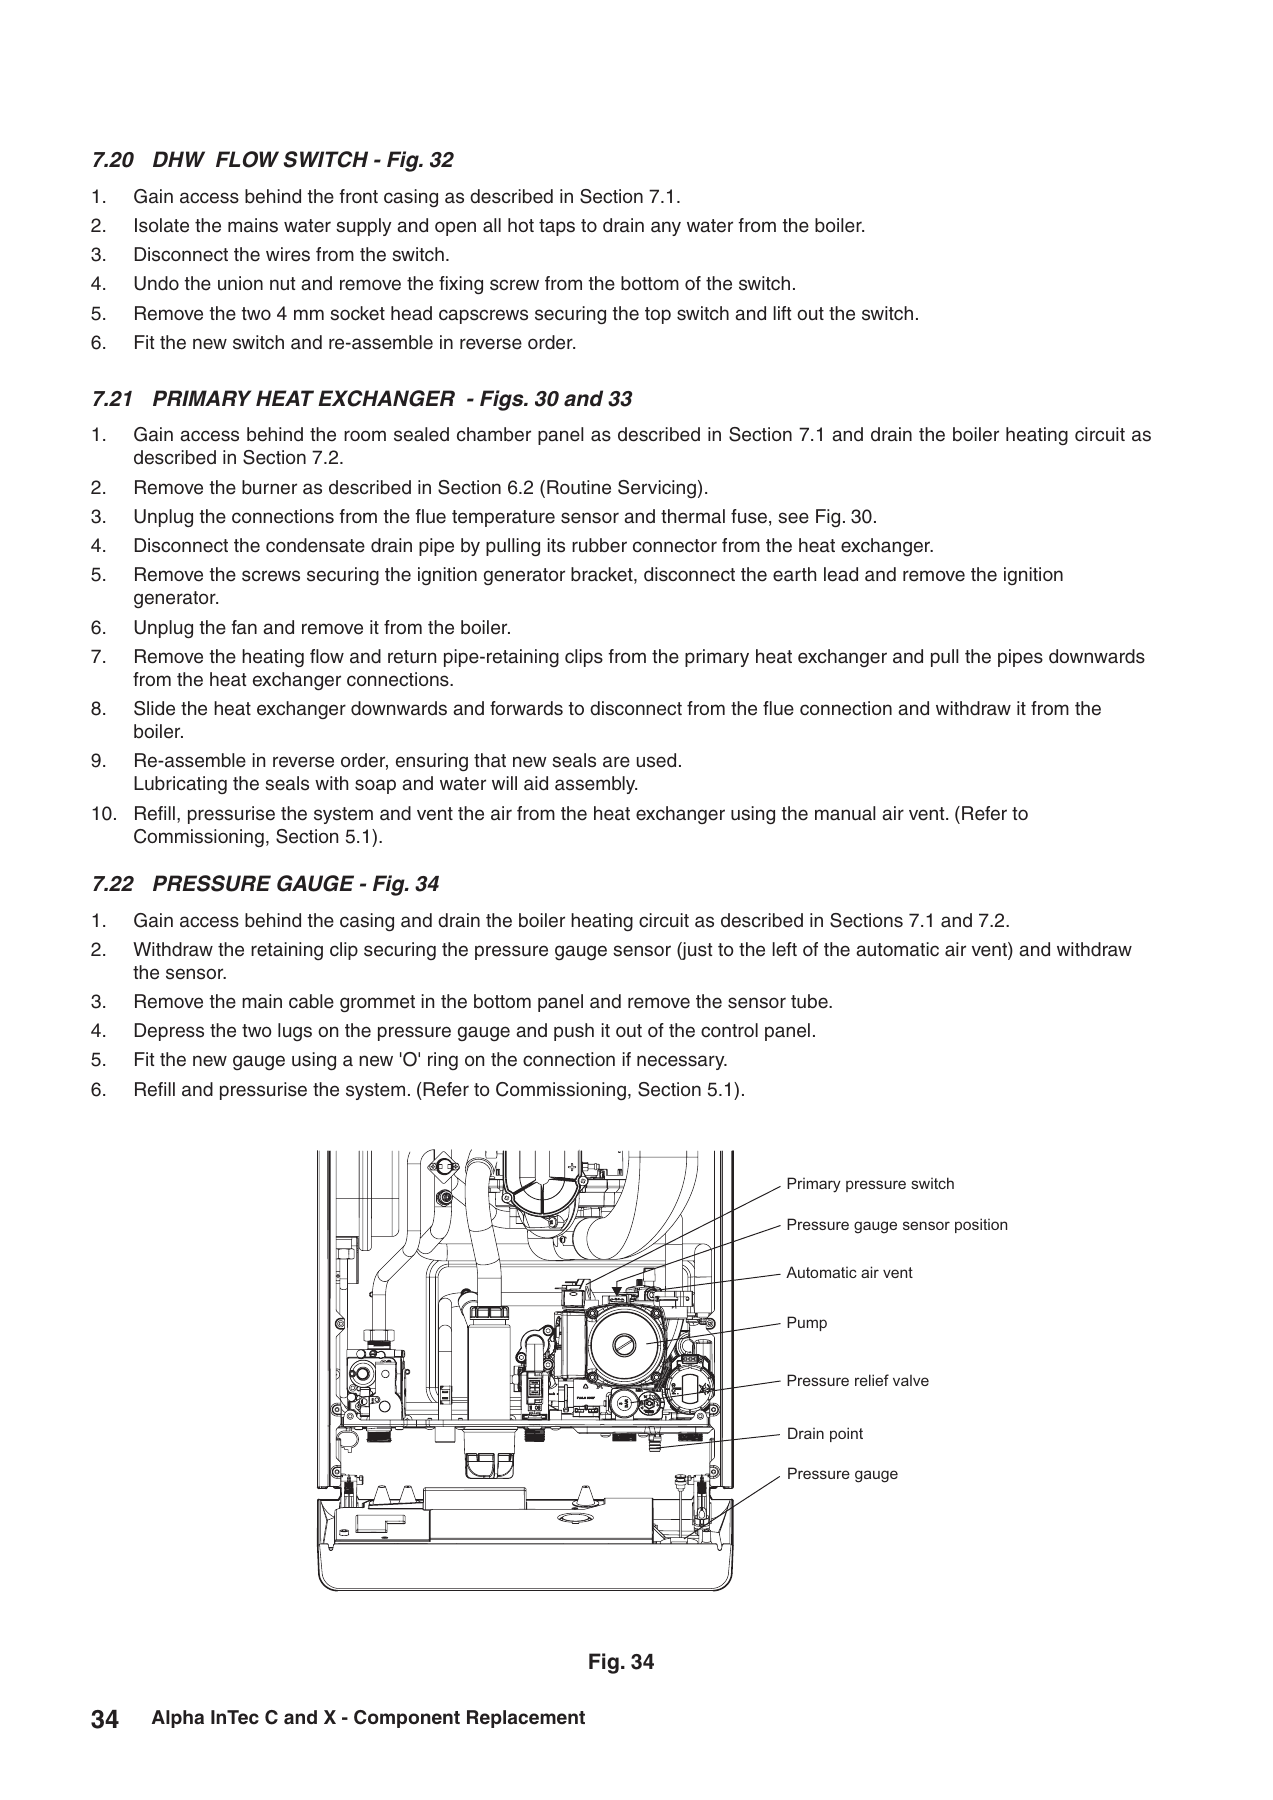 7.20 DHW FLOW SWITCH - Fig. 32
1. Gain access behind the front casing as described in Section 7.1.
2. Isolate the mains water supply and open all hot taps to drain any water from the boiler.
3. Disconnect the wires from the switch.
4. Undo the union nut and remove the fixing screw from the bottom of the switch.
5. Remove the two 4 mm socket head capscrews securing the top switch and lift out the switch.
6. Fit the new switch and re-assemble in reverse order.
7.21 PRIMARY HEAT EXCHANGER - Figs. 30 and 33
1. Gain access behind the room sealed chamber panel as described in Section 7.1 and drain the boiler heating circuit as
described in Section 7.2.
2. Remove the burner as described in Section 6.2 (Routine Servicing).
3. Unplug the connections from the flue temperature sensor and thermal fuse, see Fig. 30.
4. Disconnect the condensate drain pipe by pulling its rubber connector from the heat exchanger.
5. Remove the screws securing the ignition generator bracket, disconnect the earth lead and remove the ignition
generator.
6. Unplug the fan and remove it from the boiler.
7. Remove the heating flow and return pipe-retaining clips from the primary heat exchanger and pull the pipes downwards
from the heat exchanger connections.
8. Slide the heat exchanger downwards and forwards to disconnect from the flue connection and withdraw it from the
boiler.
9. Re-assemble in reverse order, ensuring that new seals are used.
Lubricating the seals with soap and water will aid assembly.
10. Refill, pressurise the system and vent the air from the heat exchanger using the manual air vent. (Refer to
Commissioning, Section 5.1).
7.22 PRESSURE GAUGE - Fig. 34
1. Gain access behind the casing and drain the boiler heating circuit as described in Sections 7.1 and 7.2.
2. Withdraw the retaining clip securing the pressure gauge sensor (just to the left of the automatic air vent) and withdraw
the sensor.
3. Remove the main cable grommet in the bottom panel and remove the sensor tube.
4. Depress the two lugs on the pressure gauge and push it out of the control panel.
5. Fit the new gauge using a new 'O' ring on the connection if necessary.
6. Refill and pressurise the system. (Refer to Commissioning, Section 5.1).
Primary pressure switch
Pressure gauge sensor position
Automatic air vent
Pump
Pressure relief valve
Drain point
Pressure gauge
Fig. 34
34 Alpha InTec C and X - Component Replacement